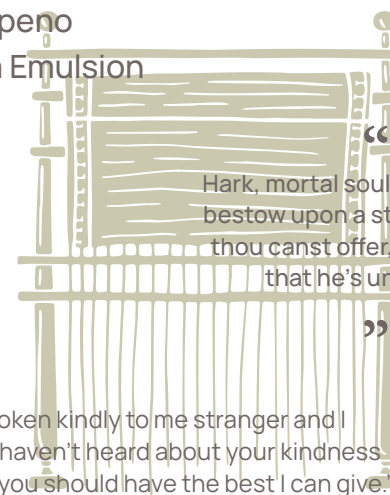 peno
Emulsion
“
Hark, mortal soul
bestow upon a st
thou canst offer,
that he's un
”
oken kindly to me stranger and I
haven't heard about your kindness
you should have the best I can give.